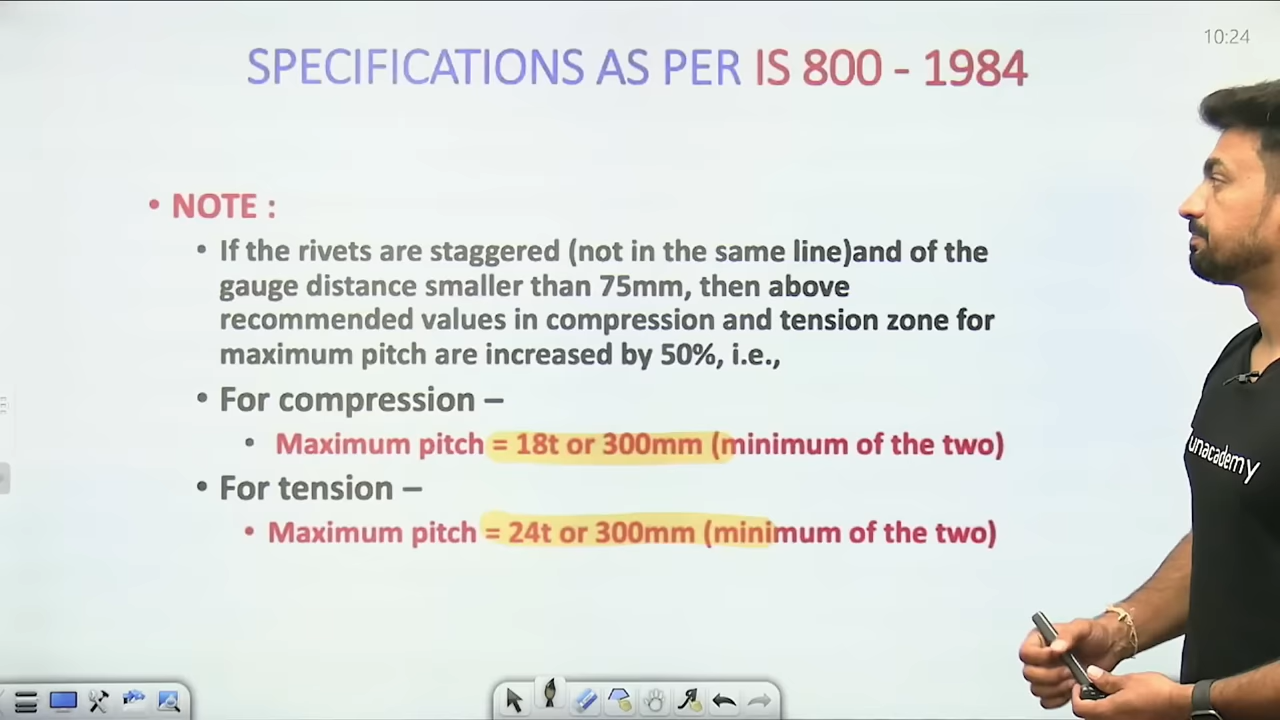 10:24
SPECIFICATIONS AS PER IS 800 - 1984
• NOTE :
• If the rivets are staggered (not in the same line)and of the
gauge distance smaller than 75mm, then above
recommended values in compression and tension zone for
maximum pitch are increased by 50%, i.e.,
• For compression –
• Maximum pitch = 18t or 300mm (minimum of the two)
• For tension –
• Maximum pitch = 24t or 300mm (minimum of the two)
unacademy